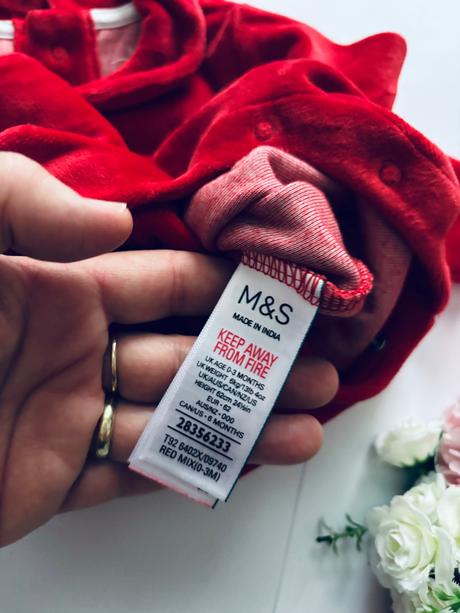 M&S
MADE IN INDIA
KEEP AWAY
FROM FIRE
UK AGE 0-3 MONTHS
UK WEIGHT 6kg/13lb 4oz
UK/AUS/CAN/NZ/US
HEIGHT 62cm 24½in
EUR - 62
AUS/NZ - 000
CAN/US - 6 MONTHS
28356233
T92 6402X/09740
RED MIX(0-3M)